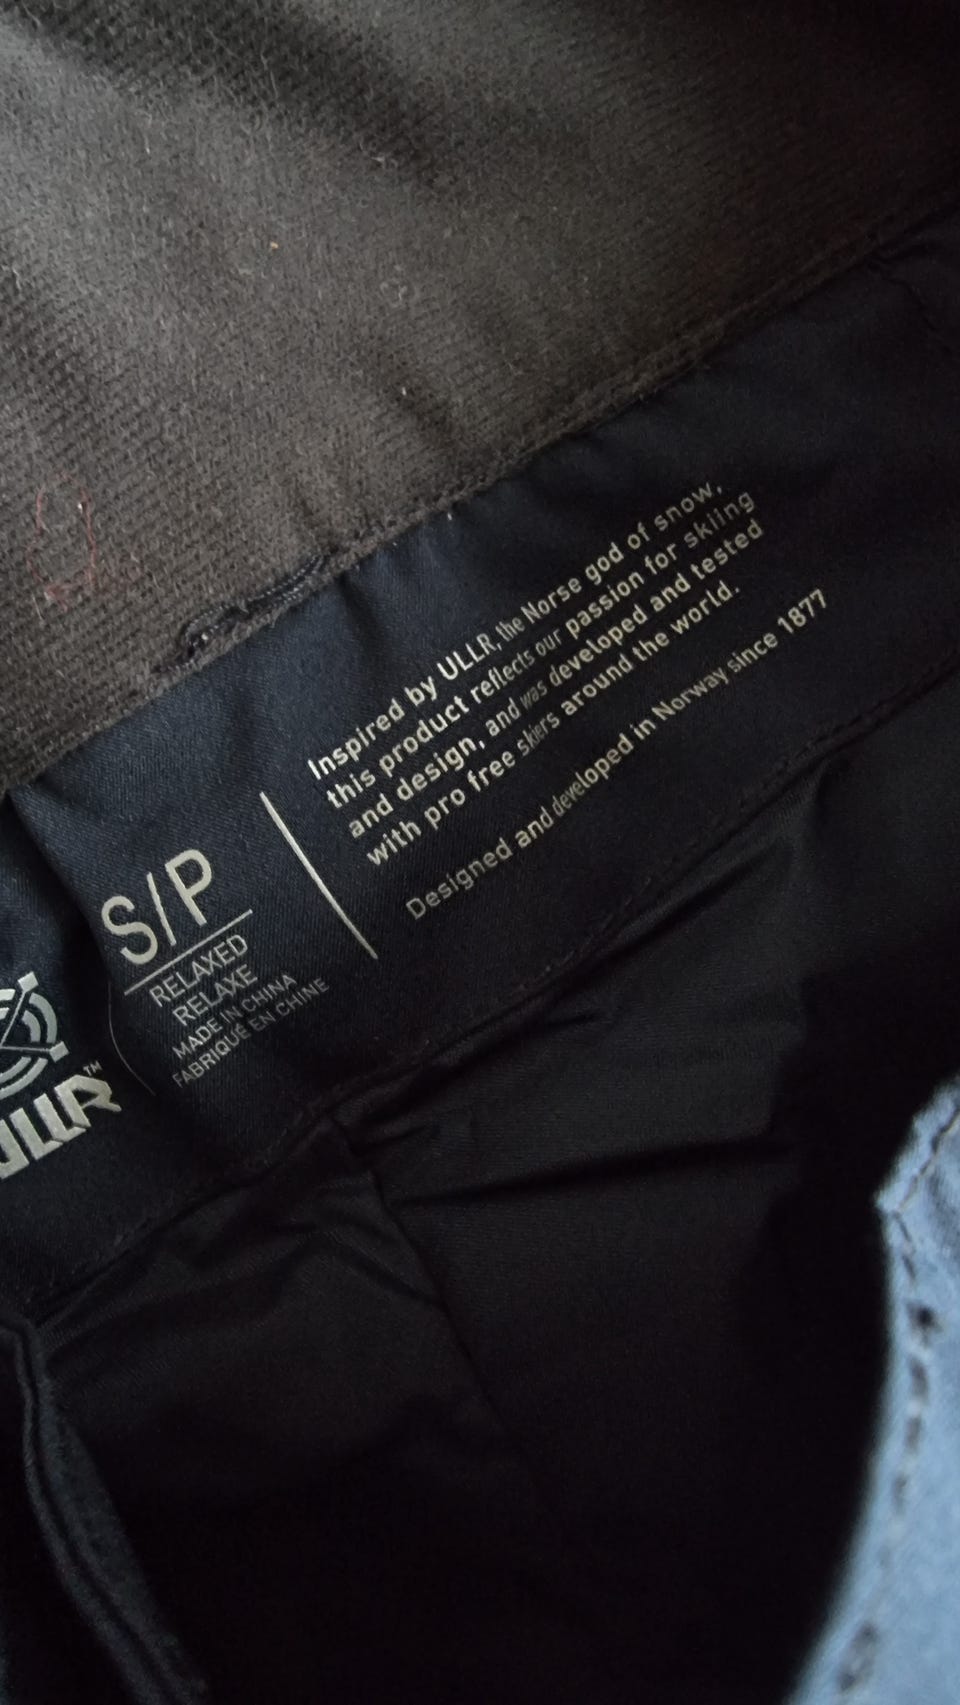 ULLR™
S/P
RELAXED
RELAXE
MADE IN CHINA
FABRIQUÉ EN CHINE
Inspired by ULLR, the Norse god of snow,
this product reflects our passion for skiing
and design, and was developed and tested
with pro free skiers around the world.
Designed and developed in Norway since 1877